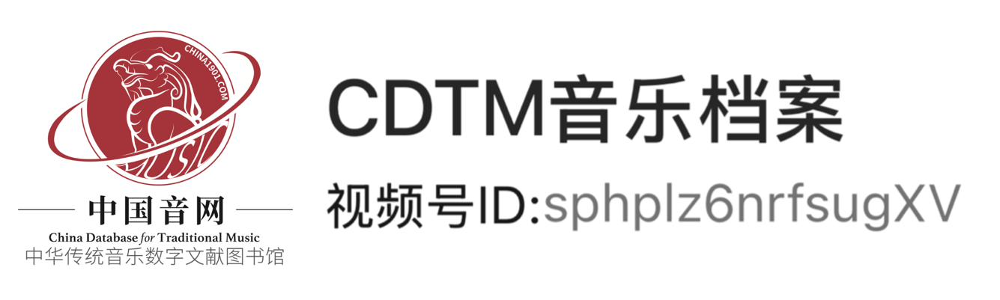 CHINA1901.COM
MUSIC
中国音网
China Database for Traditional Music
中华传统音乐数字文献图书馆
CDTM音乐档案
视频号ID:sphplz6nrfsugXV